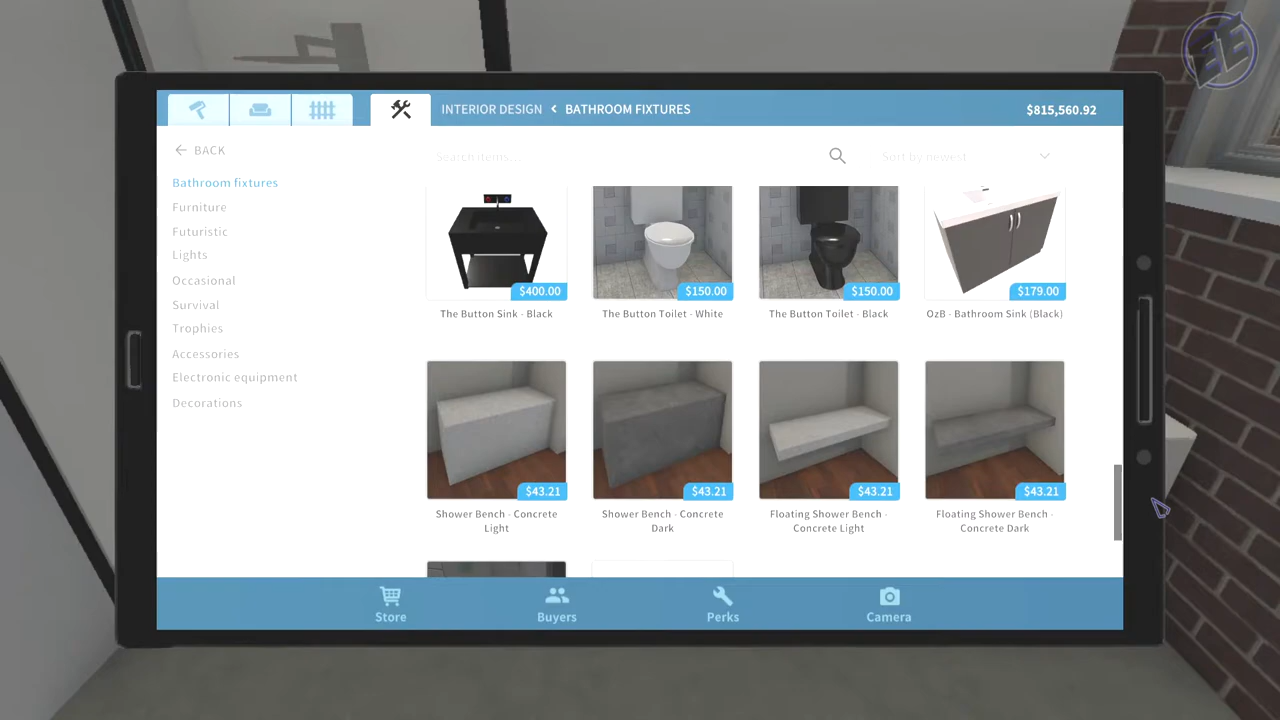 INTERIOR DESIGN < BATHROOM FIXTURES
$815,560.92
BACK
Search items...
Sort by newest
Bathroom fixtures
Furniture
Futuristic
Lights
Occasional
Survival
Trophies
Accessories
Electronic equipment
Decorations
$400.00
$150.00
$150.00
$179.00
The Button Sink - Black
The Button Toilet - White
The Button Toilet - Black
OzB - Bathroom Sink (Black)
$43.21
$43.21
$43.21
$43.21
Shower Bench - Concrete
Light
Shower Bench - Concrete
Dark
Floating Shower Bench -
Concrete Light
Floating Shower Bench -
Concrete Dark
Store
Buyers
Perks
Camera